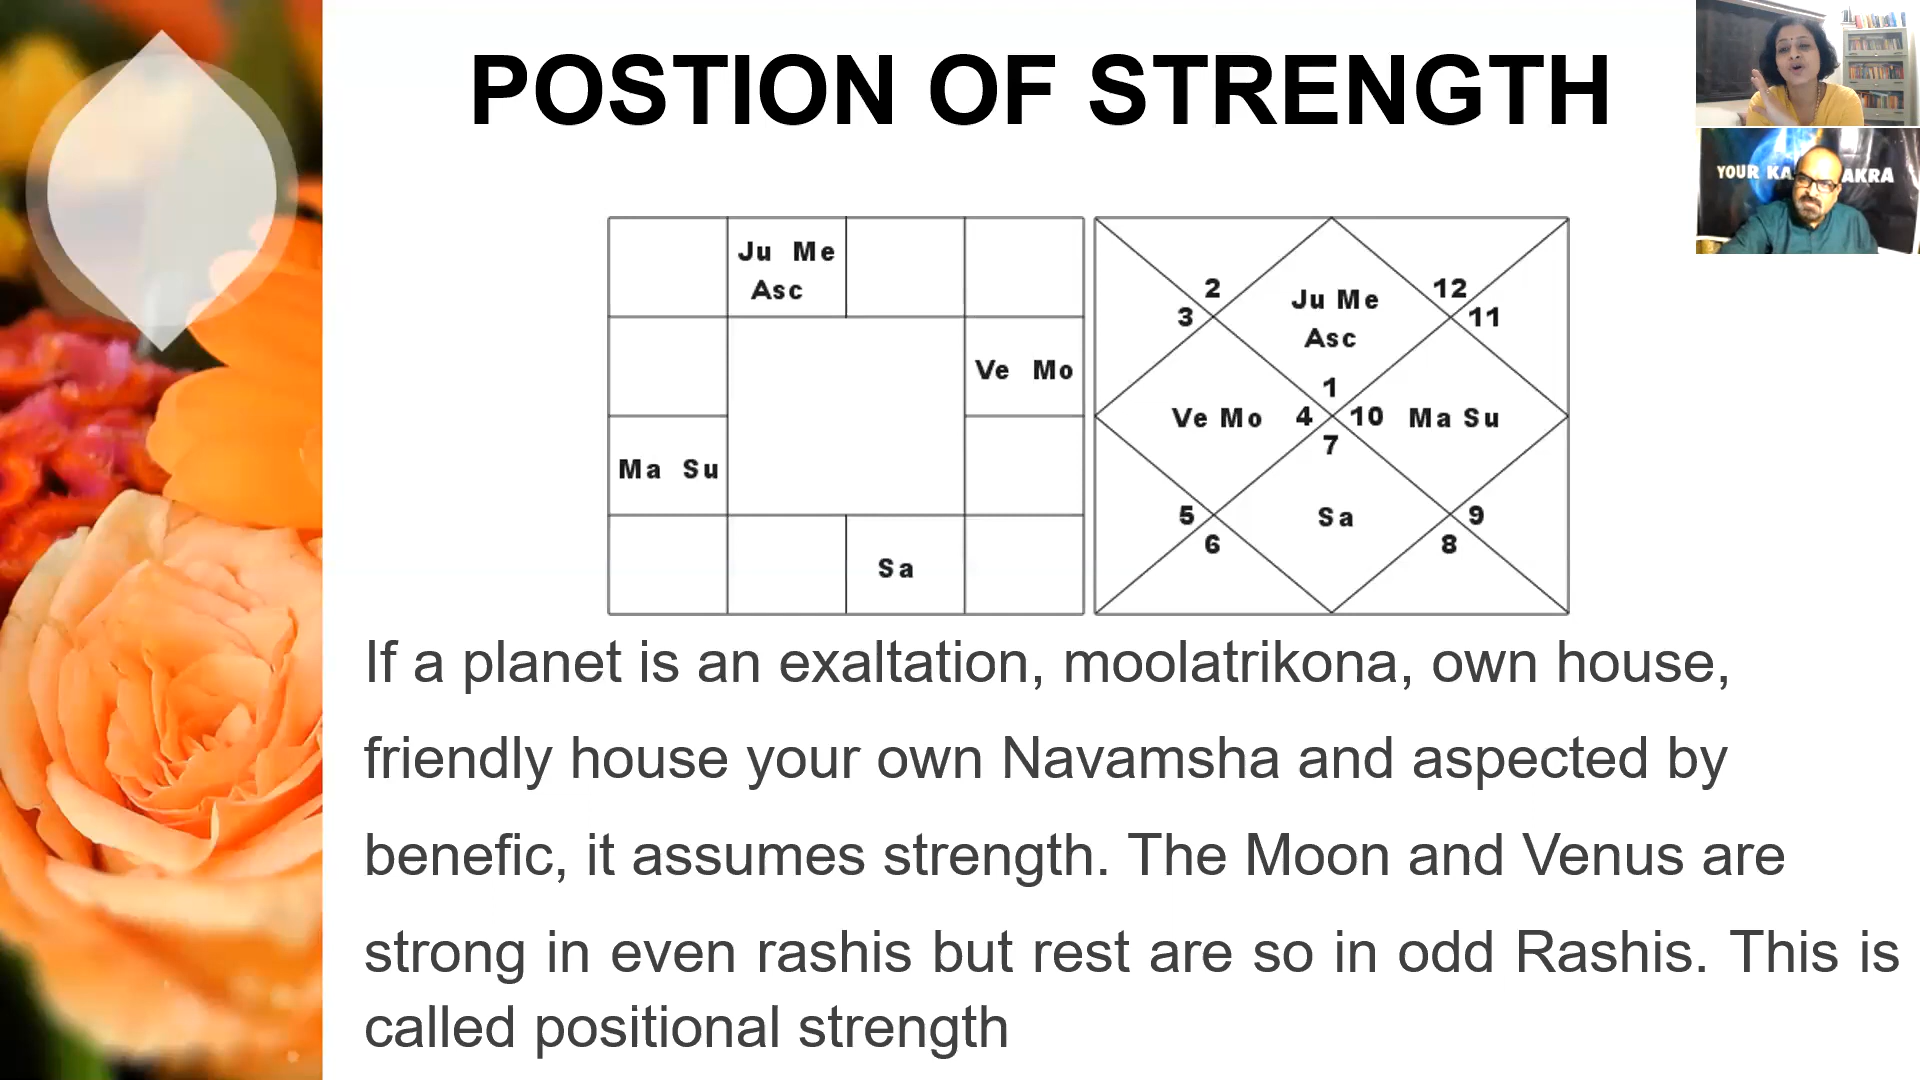 POSTION OF STRENGTH
YOUR KA AKRA
Ju Me
Asc
Ve Mo
Ma Su
Sa
2
12
Ju Me
3
11
Asc
1
Ve Mo 4 10 Ma Su
7
5
Sa
9
6
8
If a planet is an exaltation, moolatrikona, own house,
friendly house your own Navamsha and aspected by
benefic, it assumes strength. The Moon and Venus are
strong in even rashis but rest are so in odd Rashis. This is
called positional strength